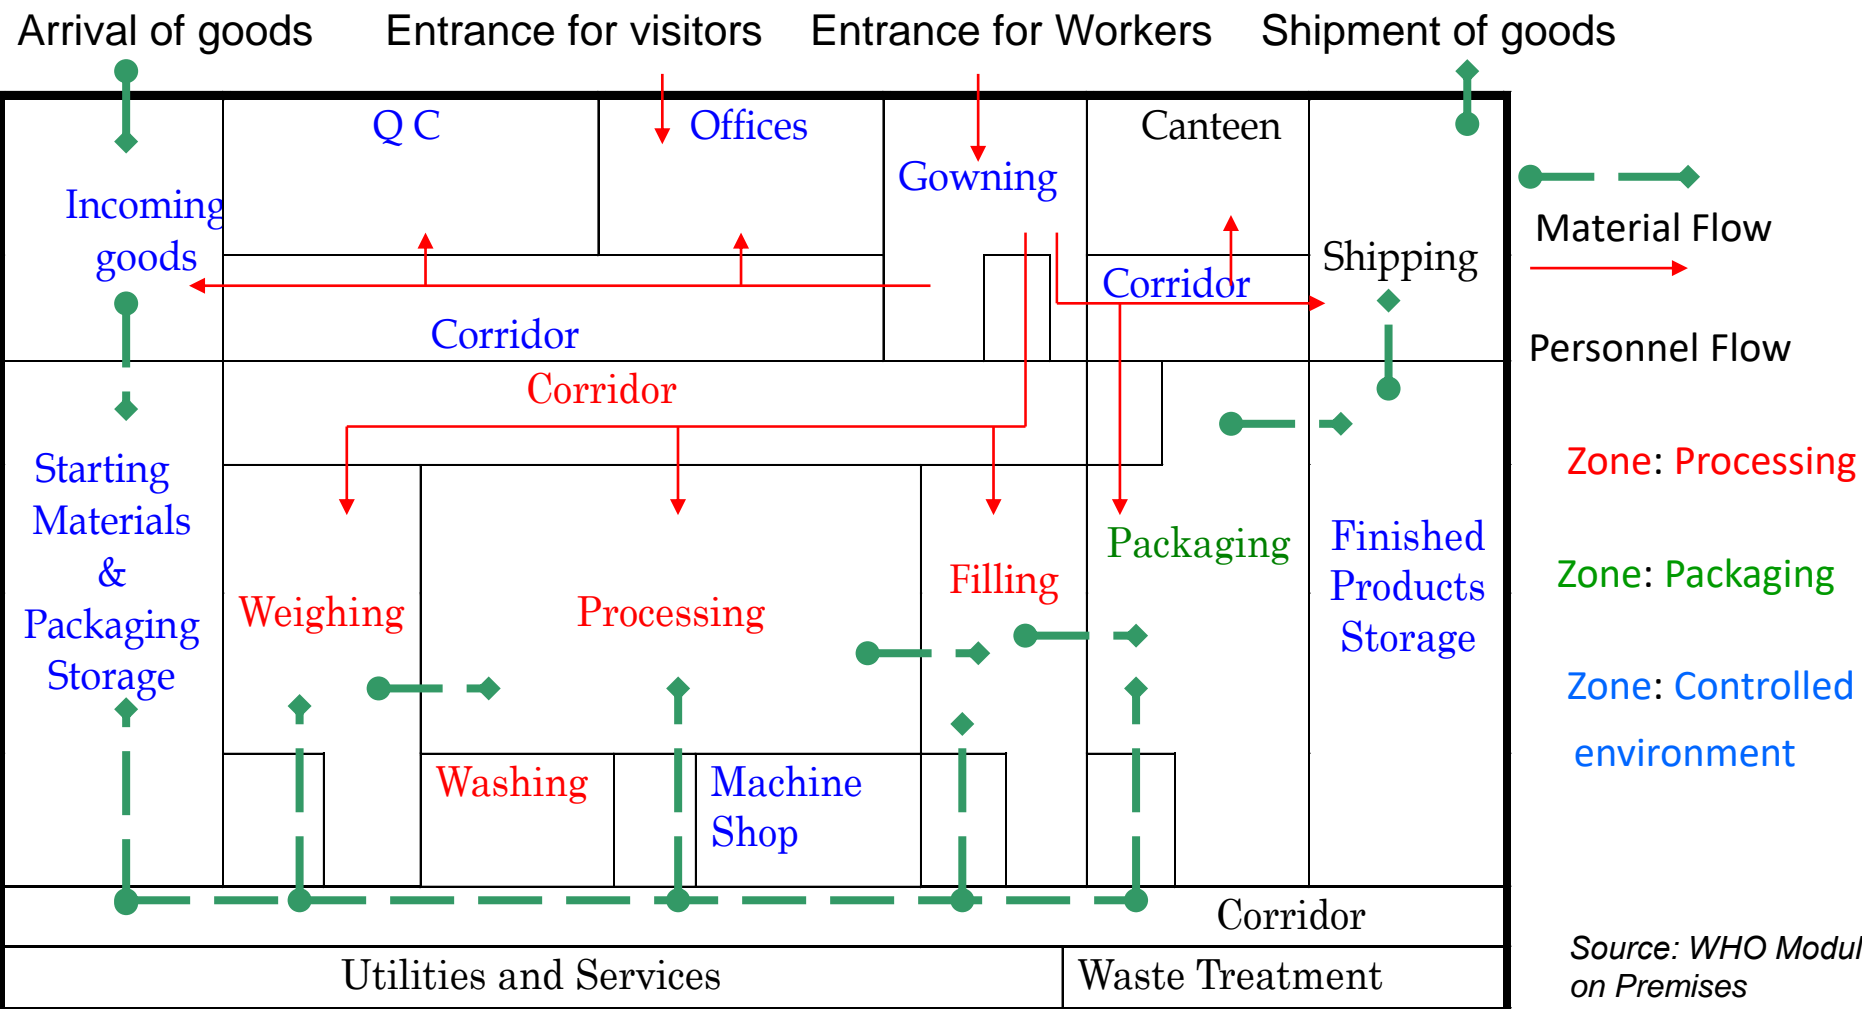 Arrival of goods
Entrance for visitors
Entrance for Workers
Shipment of goods
Q C
Offices
Gowning
Canteen
Incoming
goods
Corridor
Corridor
Shipping
Material Flow
Personnel Flow
Corridor
Starting
Materials
&
Packaging
Storage
Weighing
Processing
Filling
Packaging
Finished
Products
Storage
Zone: Processing
Zone: Packaging
Zone: Controlled
environment
Washing
Machine
Shop
Corridor
Utilities and Services
Waste Treatment
Source: WHO Modul
on Premises